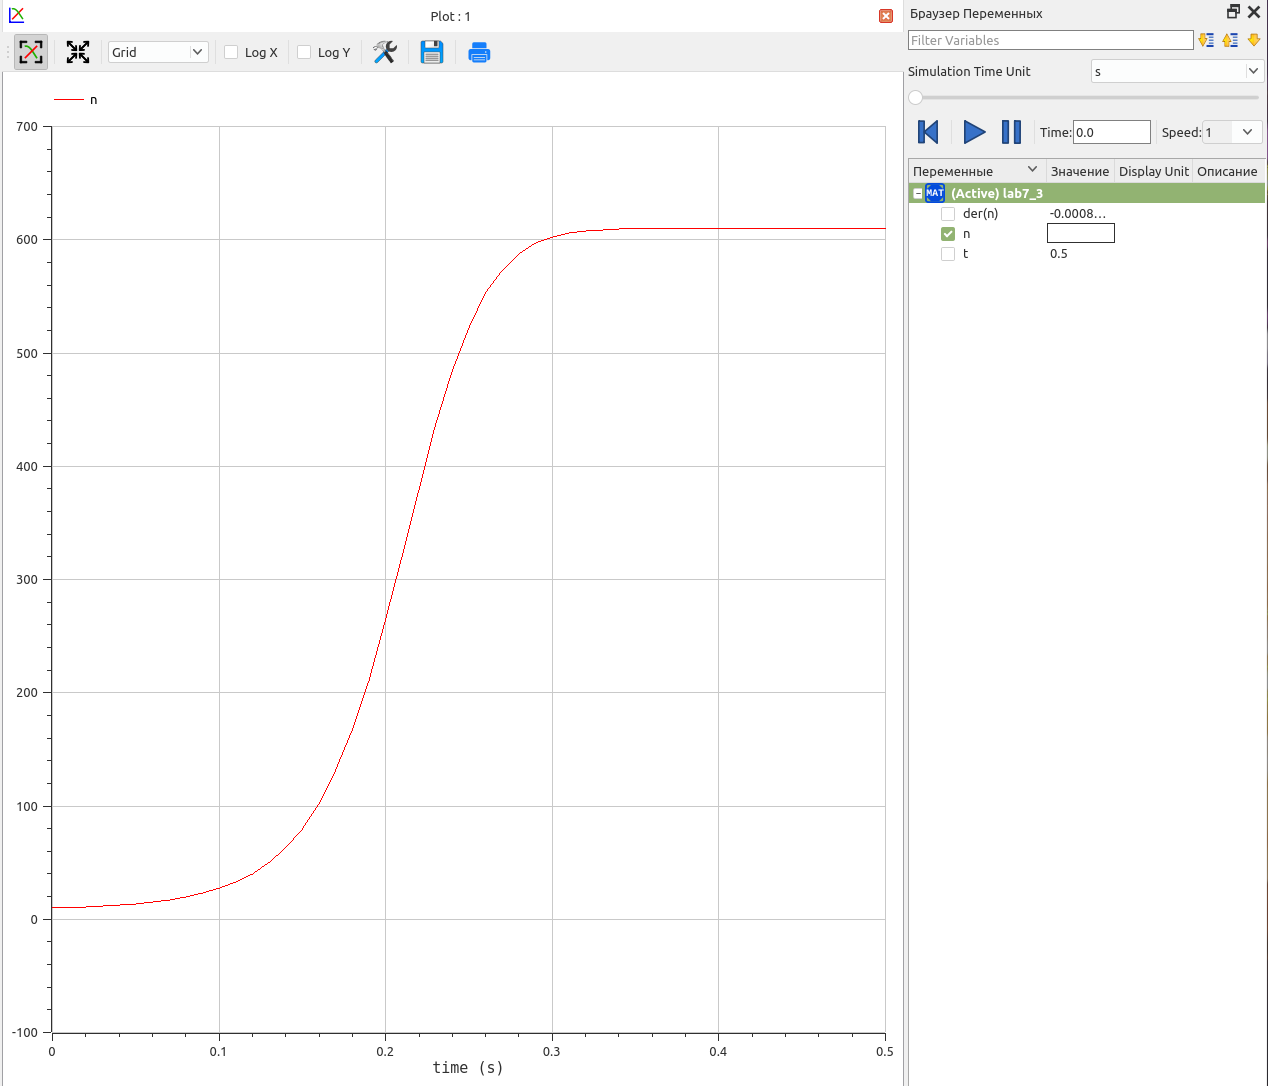 Plot : 1
Grid
Log X
Log Y
n
700
600
500
400
300
200
100
0
-100
0 0.1 0.2 0.3 0.4 0.5
time (s)
Браузер Переменных
Filter Variables
Simulation Time Unit s
Time: 0.0 Speed: 1
Переменные Значение Display Unit Описание
MAT (Active) lab7_3
der(n) -0.0008...
n
t 0.5